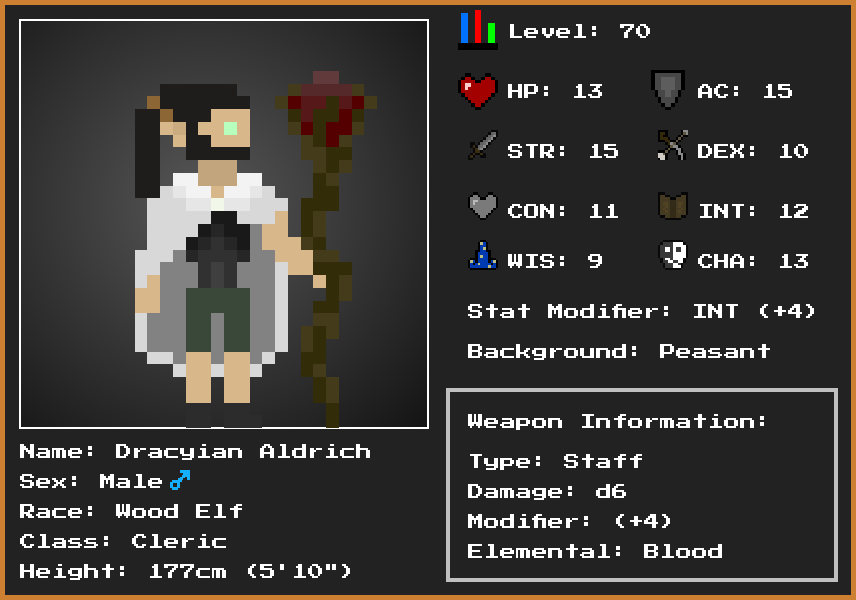 Level: 70
HP: 13 AC: 15
STR: 15 DEX: 10
CON: 11 INT: 12
WIS: 9 CHA: 13
Stat Modifier: INT (+4)
Background: Peasant
Weapon Information:
Type: Staff
Damage: d6
Modifier: (+4)
Elemental: Blood
Name: Dracyian Aldrich
Sex: Male♂
Race: Wood Elf
Class: Cleric
Height: 177cm (5'10")